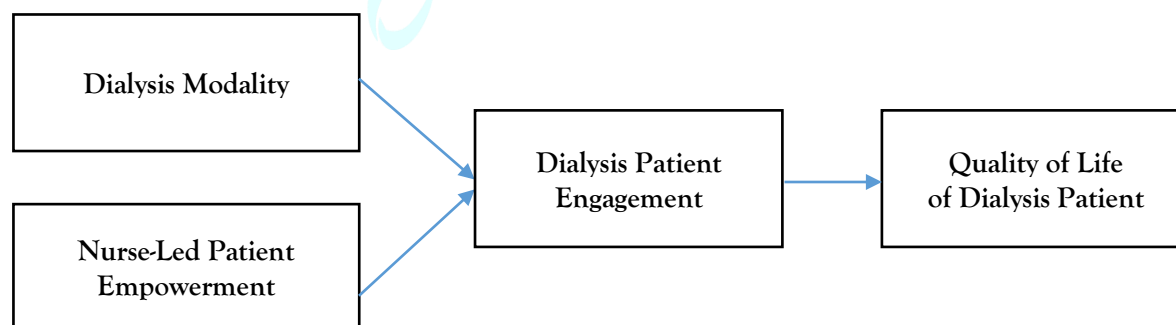 Dialysis Modality
Nurse-Led Patient
Empowerment
Dialysis Patient
Engagement
Quality of Life
of Dialysis Patient